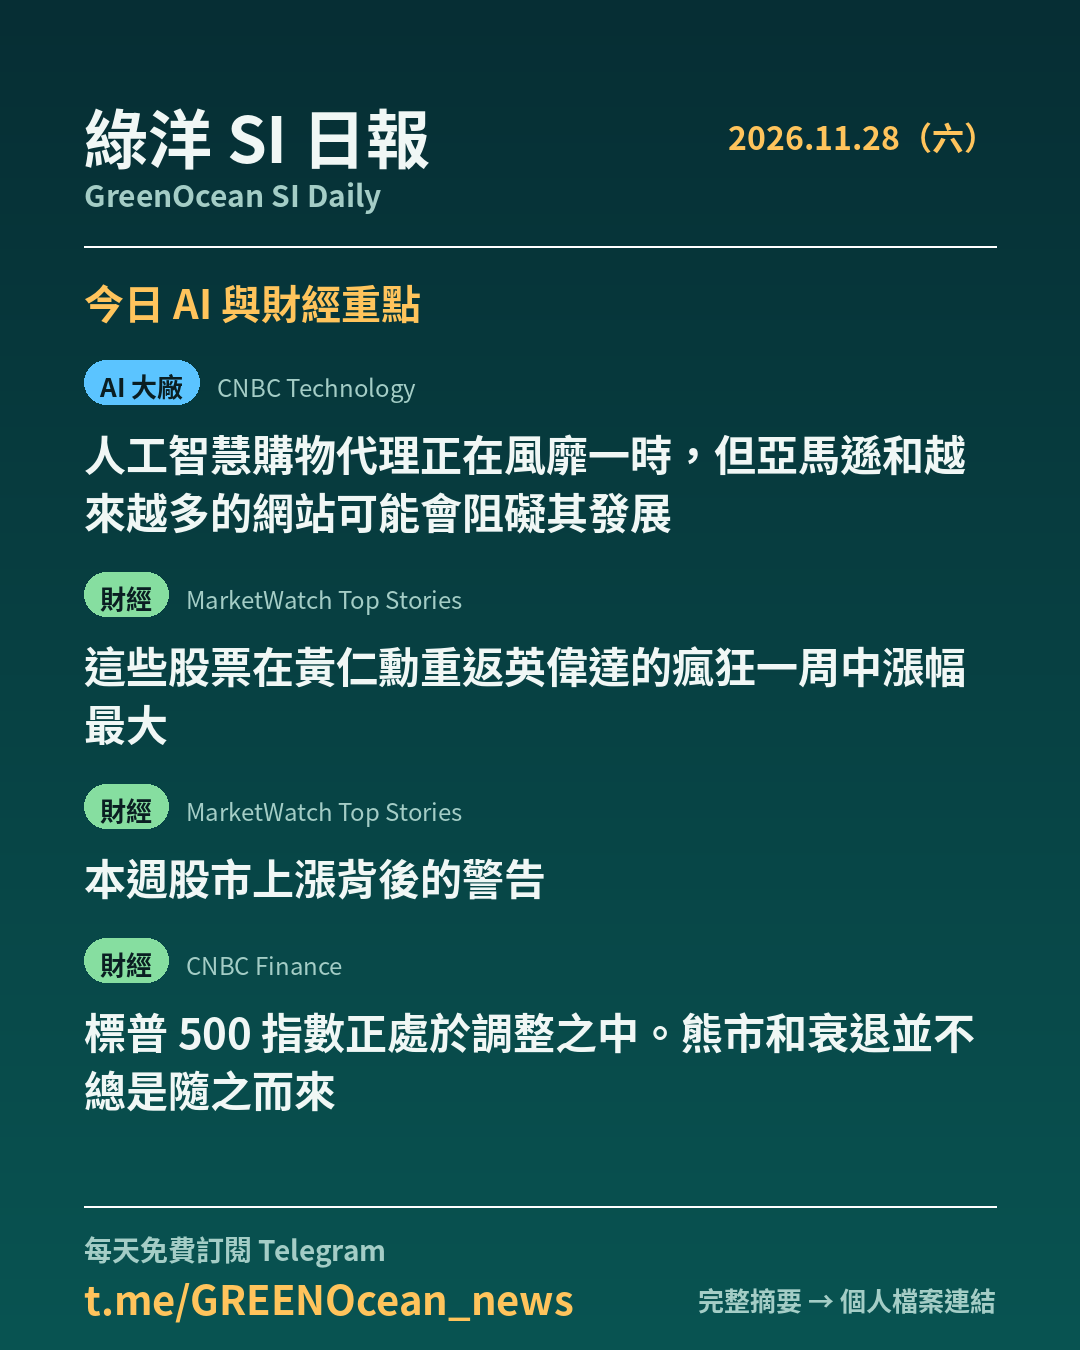 綠洋 SI 日報
2026.11.28（六）
GreenOcean SI Daily
今日 AI 與財經重點
AI 大廠 CNBC Technology
人工智慧購物代理正在風靡一時，但亞馬遜和越
來越多的網站可能會阻礙其發展
財經 MarketWatch Top Stories
這些股票在黃仁勳重返英偉達的瘋狂一周中漲幅
最大
財經 MarketWatch Top Stories
本週股市上漲背後的警告
財經 CNBC Finance
標普 500 指數正處於調整之中。熊市和衰退並不
總是隨之而來
每天免費訂閱 Telegram
t.me/GREENOcean_news
完整摘要 → 個人檔案連結